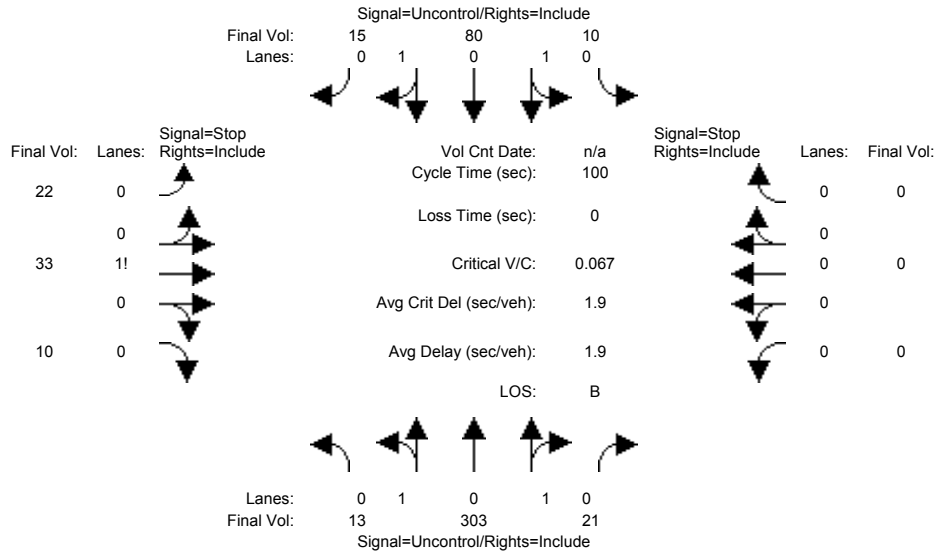 Signal=Uncontrol/Rights=Include
Final Vol: 15 80 10
Lanes: 0 1 0 1 0
Signal=Stop Signal=Stop
Final Vol: Lanes: Rights=Include Vol Cnt Date: n/a Rights=Include Lanes: Final Vol:
Cycle Time (sec): 100
22 0 0 0
Loss Time (sec): 0
0 0
33 1! Critical V/C: 0.067 0 0
0 Avg Crit Del (sec/veh): 1.9 0
10 0 Avg Delay (sec/veh): 1.9 0 0
LOS: B
Lanes: 0 1 0 1 0
Final Vol: 13 303 21
Signal=Uncontrol/Rights=Include